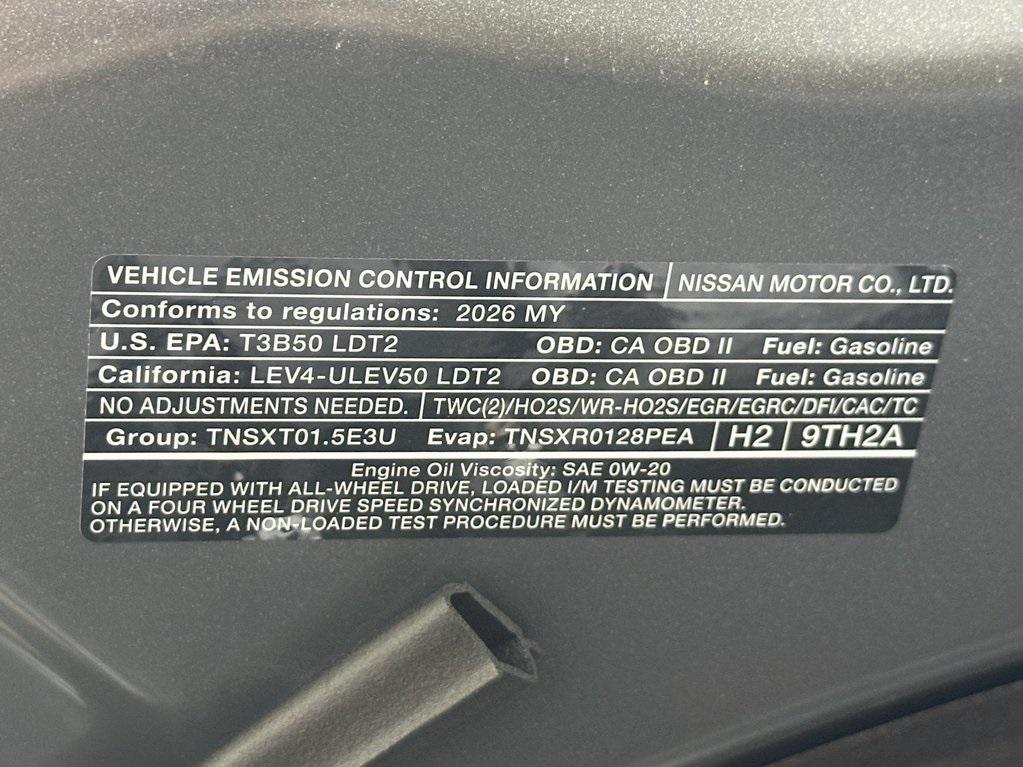 VEHICLE EMISSION CONTROL INFORMATION NISSAN MOTOR CO., LTD.
Conforms to regulations: 2026 MY
U.S. EPA: T3B50 LDT2 OBD: CA OBD II Fuel: Gasoline
California: LEV4-ULEV50 LDT2 OBD: CA OBD II Fuel: Gasoline
NO ADJUSTMENTS NEEDED. TWC(2)/HO2S/WR-HO2S/EGR/EGRC/DFI/CAC/TC
Group: TNSXT01.5E3U Evap: TNSXR0128PEA H2 9TH2A
Engine Oil Viscosity: SAE 0W-20
IF EQUIPPED WITH ALL-WHEEL DRIVE, LOADED I/M TESTING MUST BE CONDUCTED
ON A FOUR WHEEL DRIVE SPEED SYNCHRONIZED DYNAMOMETER.
OTHERWISE, A NON-LOADED TEST PROCEDURE MUST BE PERFORMED.